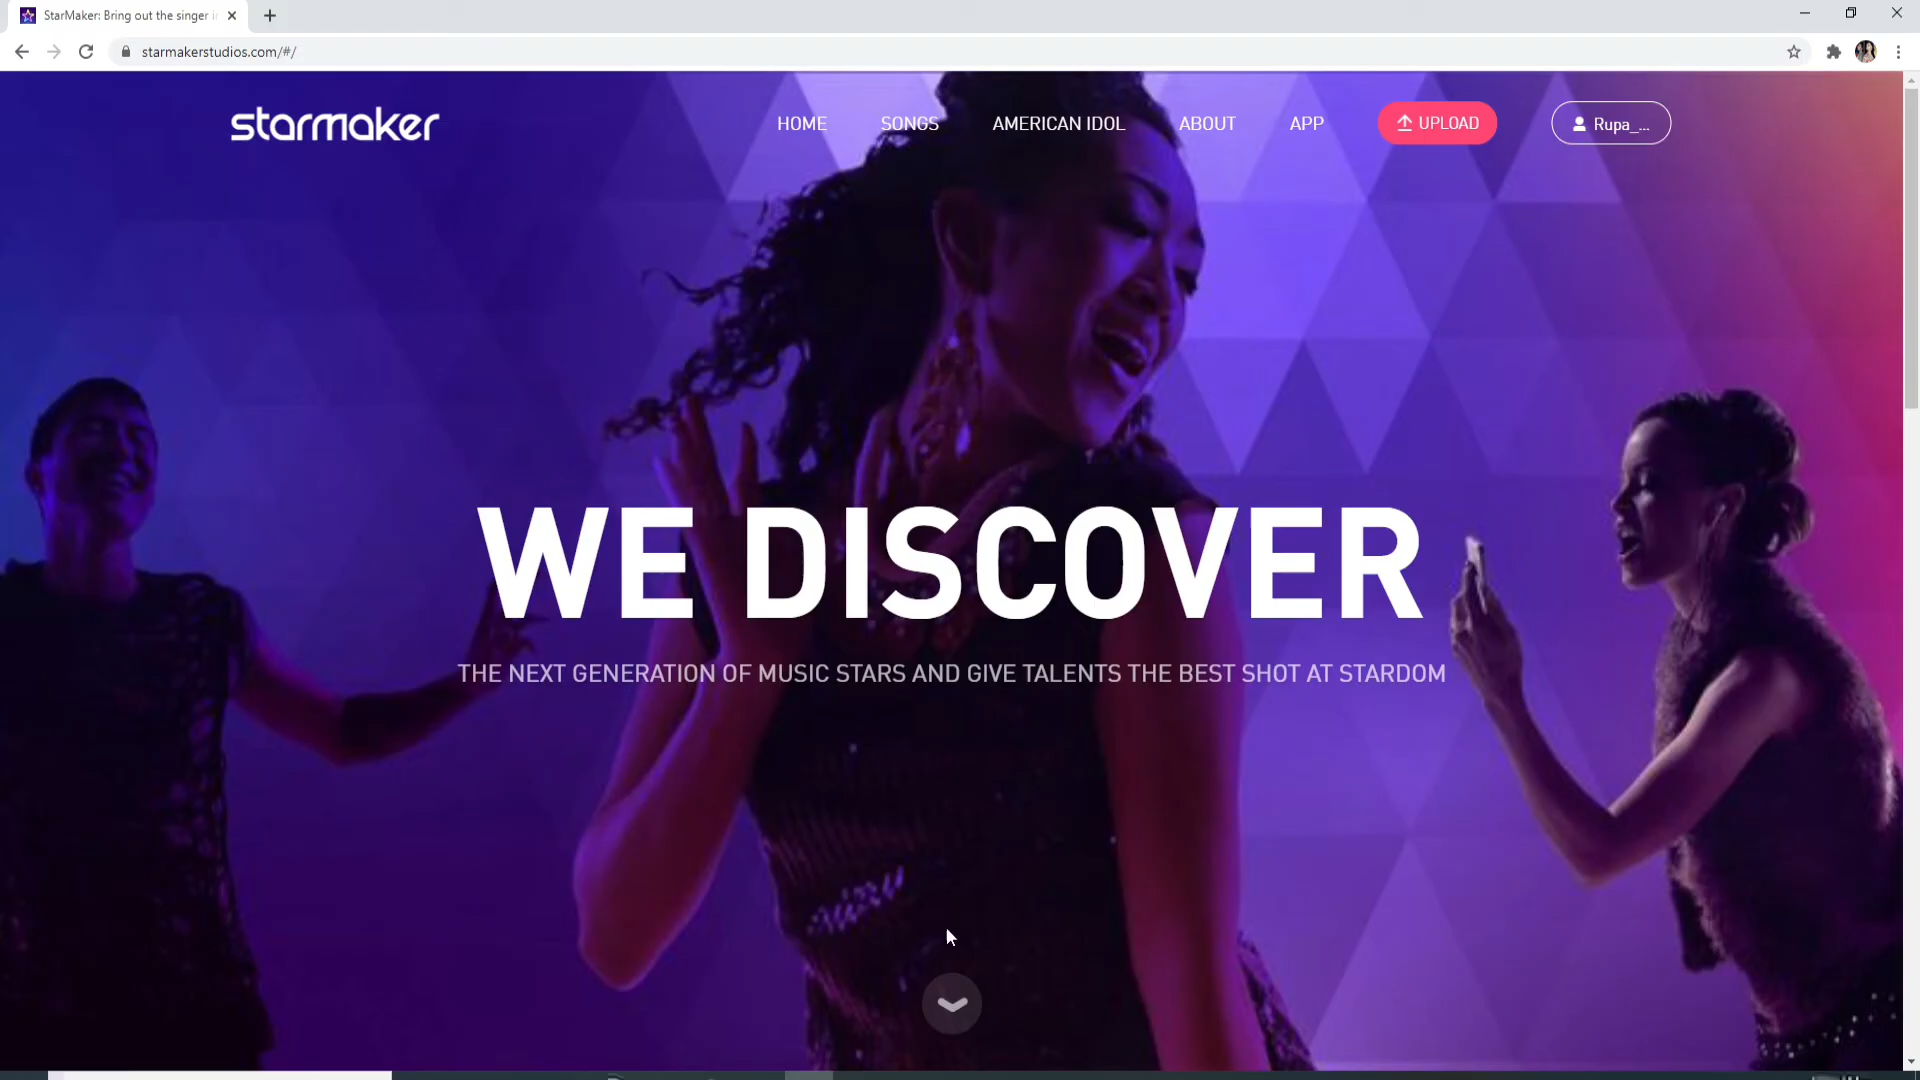 StarMaker: Bring out the singer i
starmakerstudios.com/#/
starmaker
HOME
SONGS
AMERICAN IDOL
ABOUT
APP
UPLOAD
Rupa_...
WE DISCOVER
THE NEXT GENERATION OF MUSIC STARS AND GIVE TALENTS THE BEST SHOT AT STARDOM